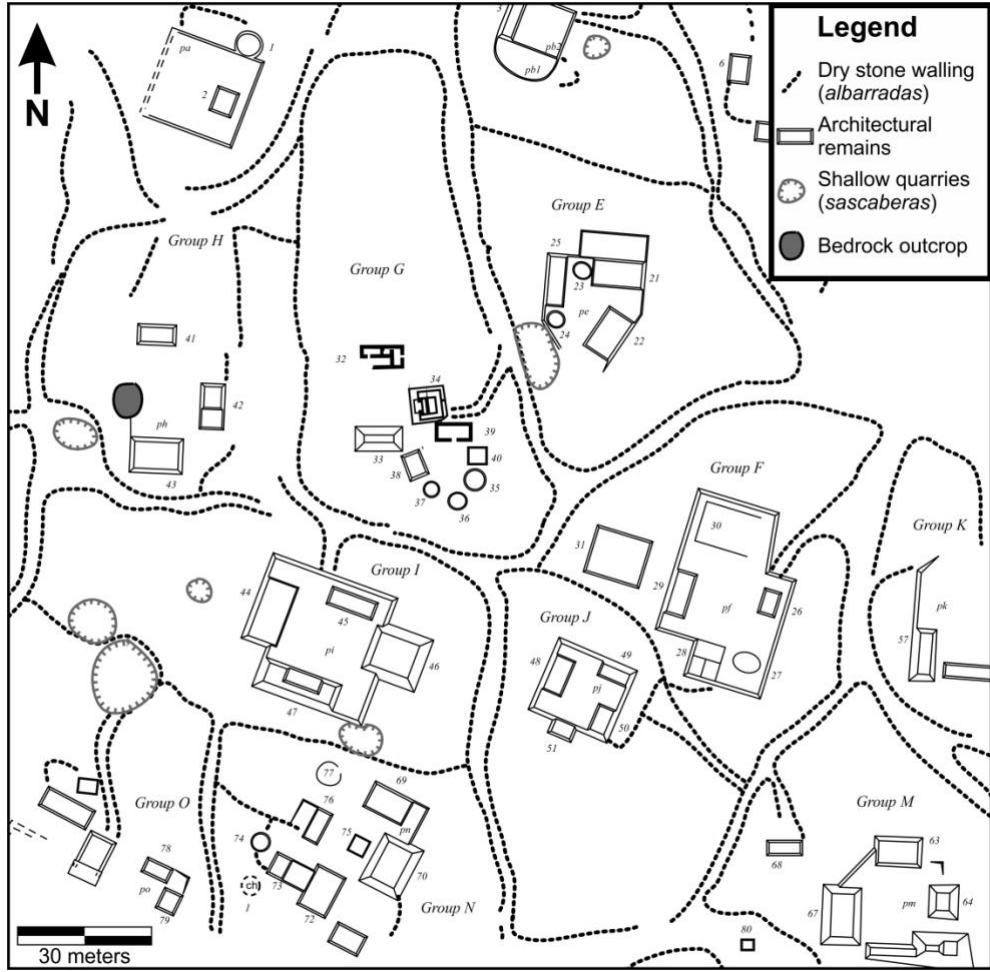 N
Legend
Dry stone walling
(albarradas)
Architectural
remains
Shallow quarries
(sascaberas)
Bedrock outcrop
pa
1
2
3
pb2
pb1
6
Group E
25
21
23
pe
24
22
Group H
41
42
ph
43
Group G
32
34
39
33
38
40
35
37
36
Group F
30
31
29
26
pf
28
27
Group K
pk
57
Group I
44
45
pi
46
47
Group J
48
49
pj
50
51
Group O
78
po
79
77
69
76
pn
75
74
70
ch
73
1
72
Group N
Group M
63
68
64
67
pm
80
30 meters